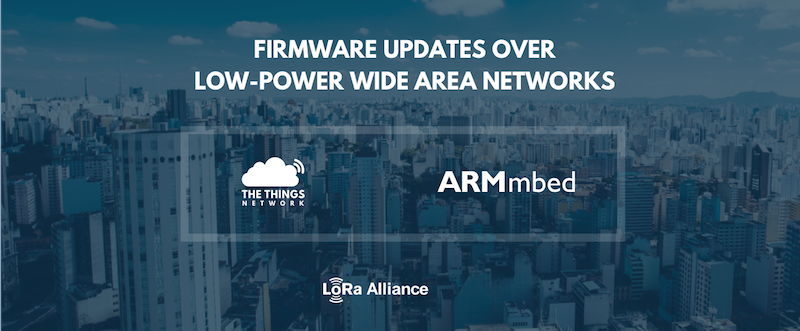 FIRMWARE UPDATES OVER
LOW-POWER WIDE AREA NETWORKS
THE THINGS
NETWORK
ARMmbed
LoRa Alliance